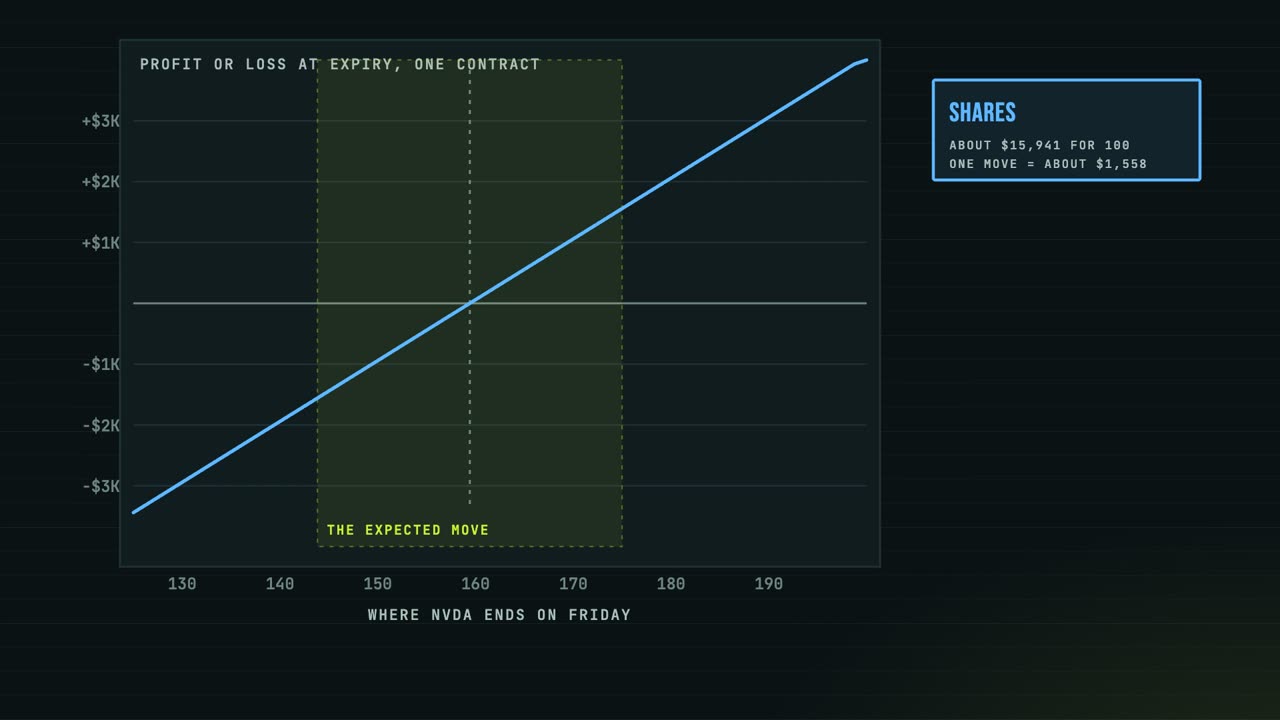 PROFIT OR LOSS AT EXPIRY, ONE CONTRACT
+$3K
+$2K
+$1K
-$1K
-$2K
-$3K
THE EXPECTED MOVE
130 140 150 160 170 180 190
WHERE NVDA ENDS ON FRIDAY
SHARES
ABOUT $15,941 FOR 100
ONE MOVE = ABOUT $1,558